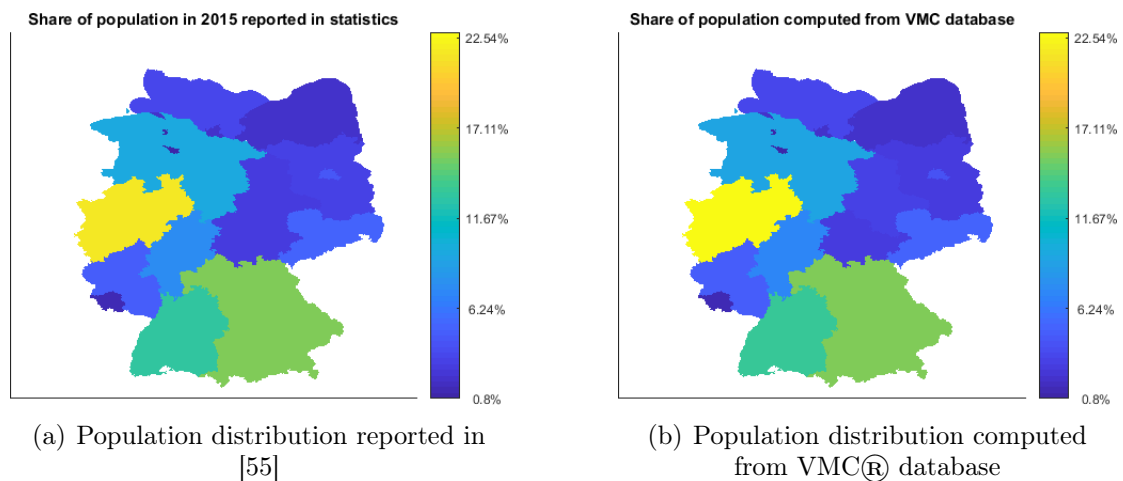 Share of population in 2015 reported in statistics
22.54%
17.11%
11.67%
6.24%
0.8%
(a) Population distribution reported in
[55]
Share of population computed from VMC database
22.54%
17.11%
11.67%
6.24%
0.8%
(b) Population distribution computed
from VMC® database